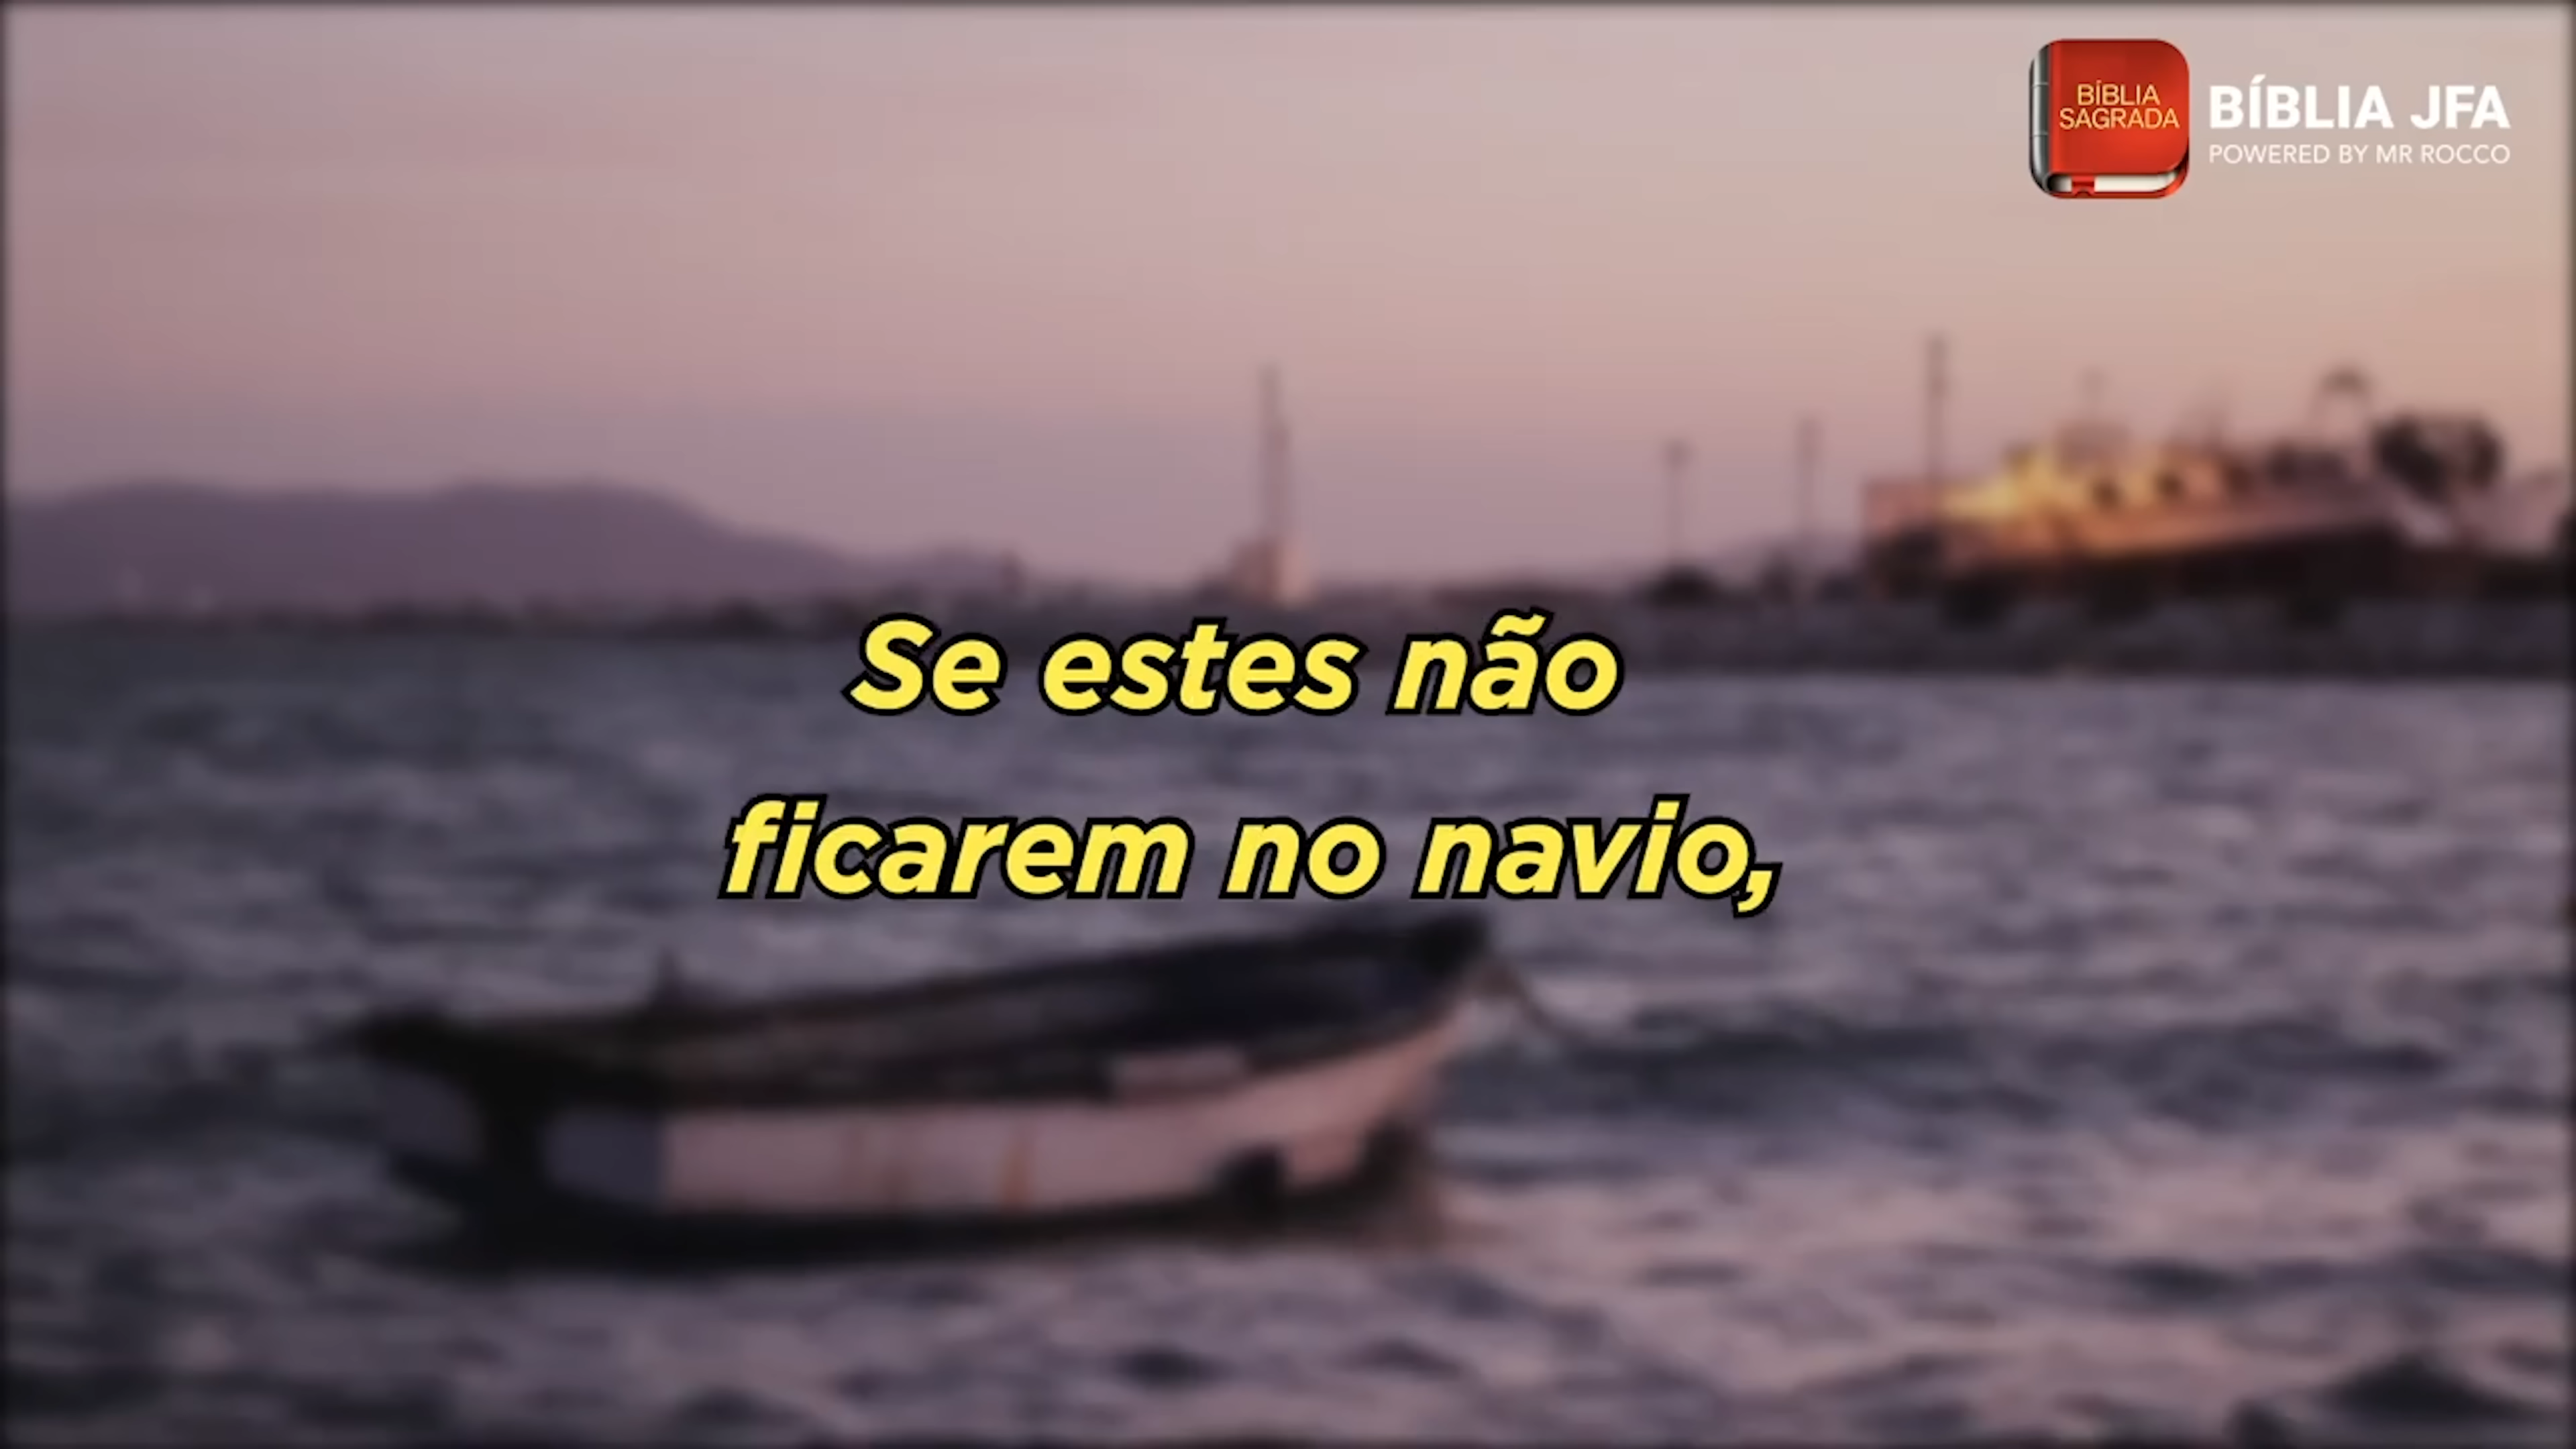 BÍBLIA
SAGRADA
BÍBLIA JFA
POWERED BY MR ROCCO
Se estes não
ficarem no navio,